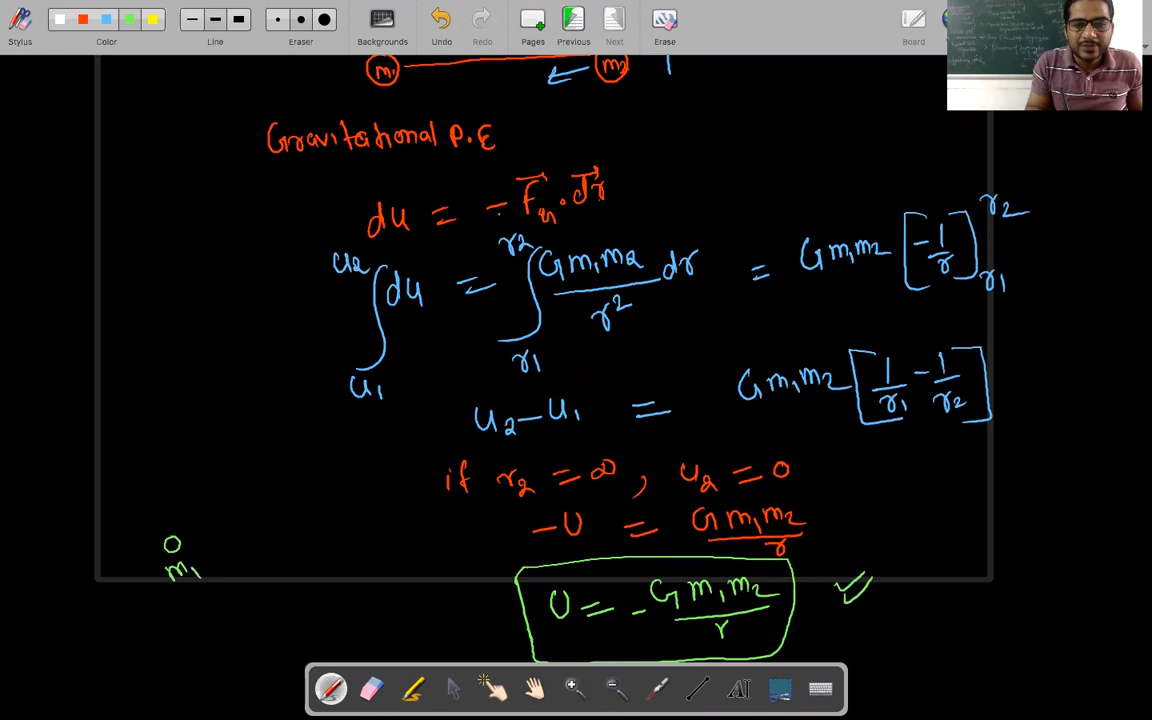 Stylus Color Line Eraser Backgrounds Undo Redo Pages Previous Next Erase Board
m₁ m₂
Gravitational P.E
du = - F⃗g · d⃗r
∫_{u₁}^{u₂} du = ∫_{r₁}^{r₂} Gm₁m₂/r² dr = Gm₁m₂ [-1/r]_{r₁}^{r₂}
u₂ - u₁ = Gm₁m₂ [1/r₁ - 1/r₂]
if r₂ = ∞, u₂ = 0
-U = Gm₁m₂/r
m₁
U = - Gm₁m₂/r